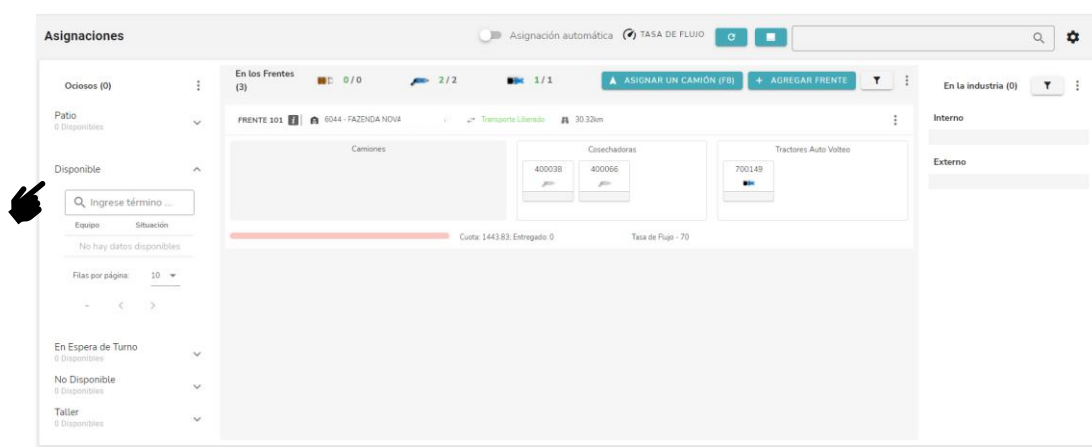 Asignaciones
Asignación automática
TASA DE FLUJO
Ociosos (0)
Patio
0 Disponibles
Disponible
Ingrese término ...
Equipo Situación
No hay datos disponibles
Filas por página: 10
-
En Espera de Turno
0 Disponibles
No Disponible
0 Disponibles
Taller
0 Disponibles
En los Frentes
(3)
0/0
2/2
1/1
ASIGNAR UN CAMIÓN (F8)
+ AGREGAR FRENTE
FRENTE 101 6044 - FAZENDA NOVA Transporte Liberado 30.32km
Camiones
Cosechadoras
400038 400066
Tractores Auto Volteo
700149
Cuota: 1443.83; Entregado: 0
Tasa de Flujo - 70
En la industria (0)
Interno
Externo